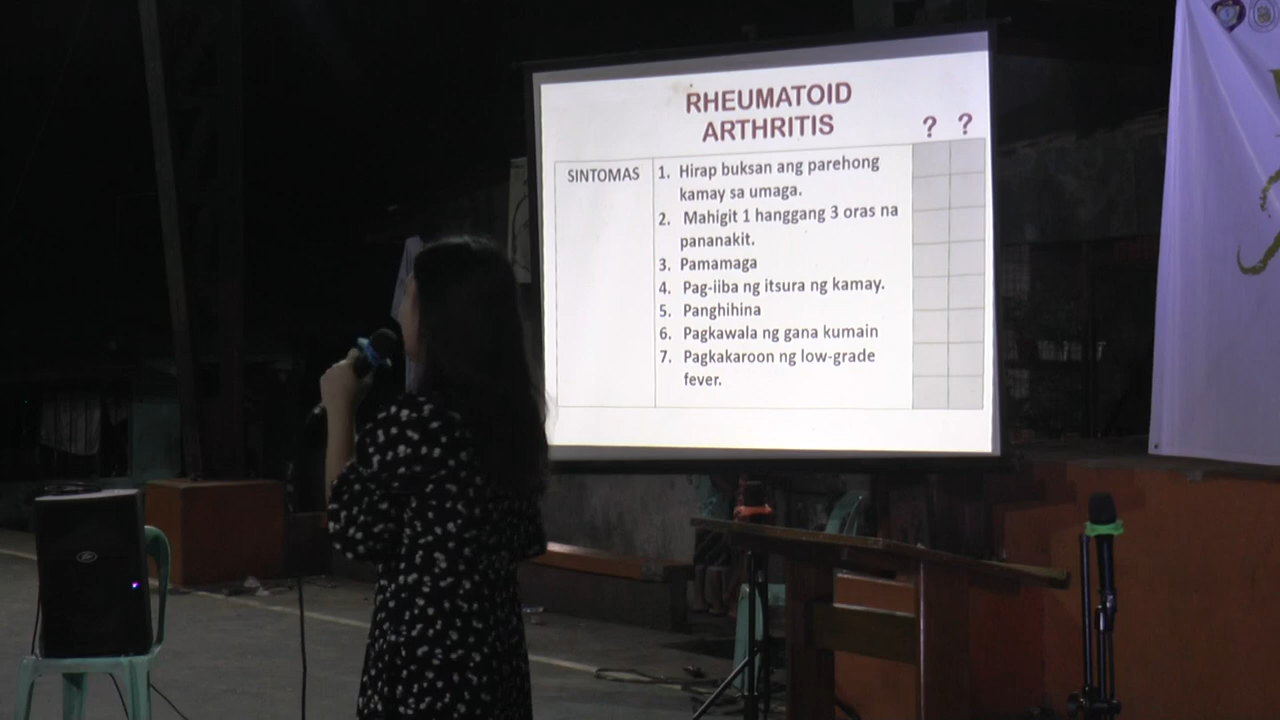 RHEUMATOID
ARTHRITIS
? ?
SINTOMAS
1. Hirap buksan ang parehong
kamay sa umaga.
2. Mahigit 1 hanggang 3 oras na
pananakit.
3. Pamamaga
4. Pag-iiba ng itsura ng kamay.
5. Panghihina
6. Pagkawala ng gana kumain
7. Pagkakaroon ng low-grade
fever.